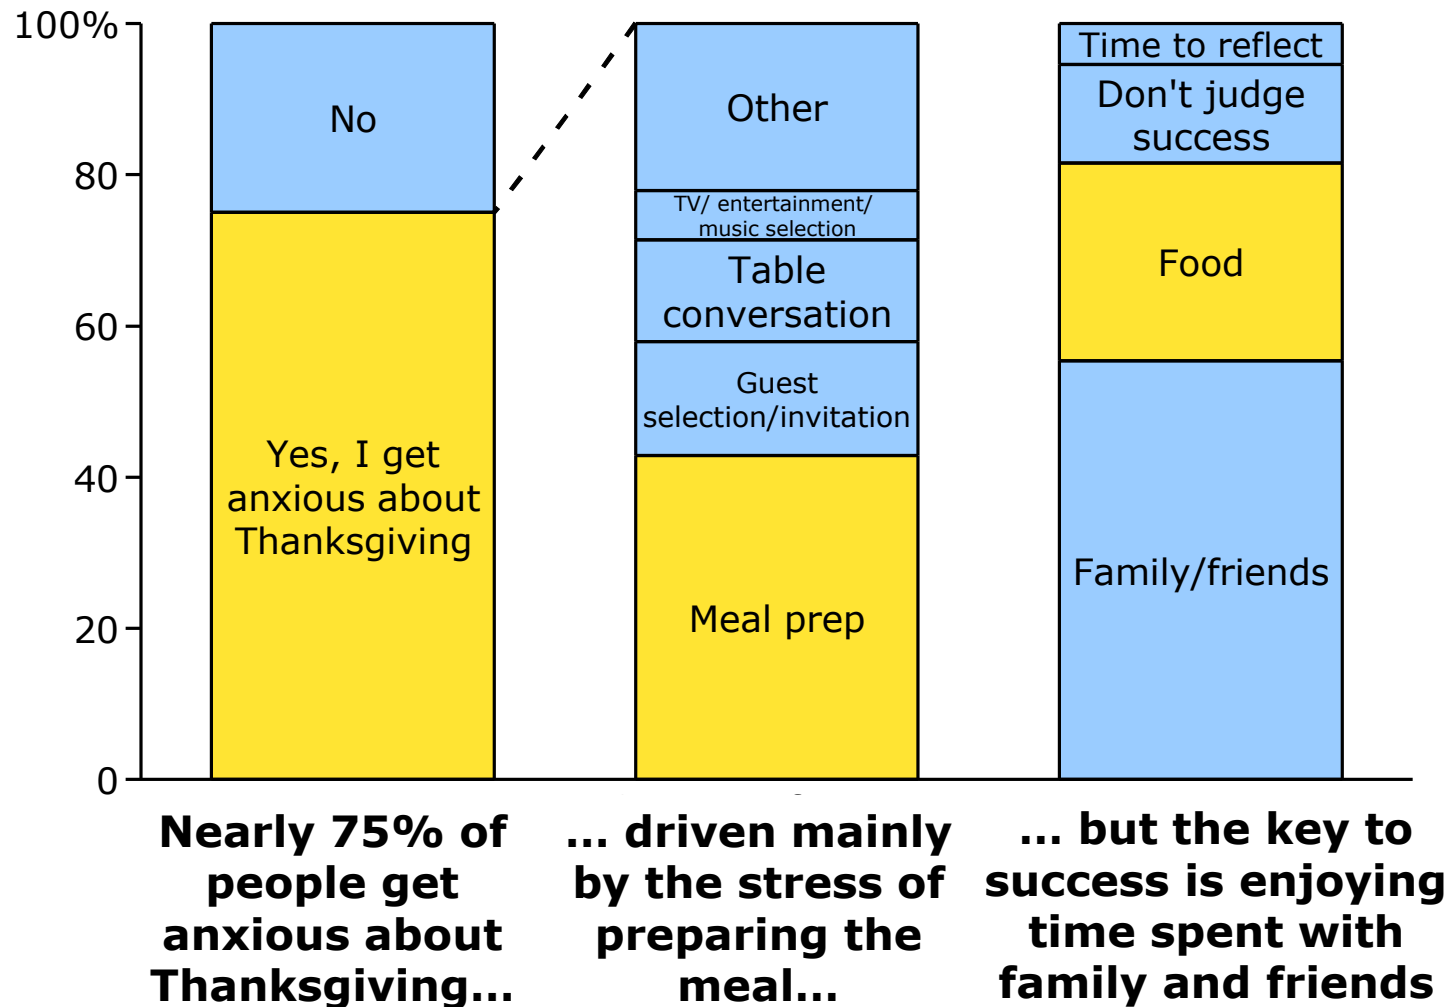 100%
80
60
40
20
0
No
Yes, I get
anxious about
Thanksgiving
Other
TV/ entertainment/
music selection
Table
conversation
Guest
selection/invitation
Meal prep
Time to reflect
Don't judge
success
Food
Family/friends
Nearly 75% of
people get
anxious about
Thanksgiving...
... driven mainly
by the stress of
preparing the
meal...
... but the key to
success is enjoying
time spent with
family and friends